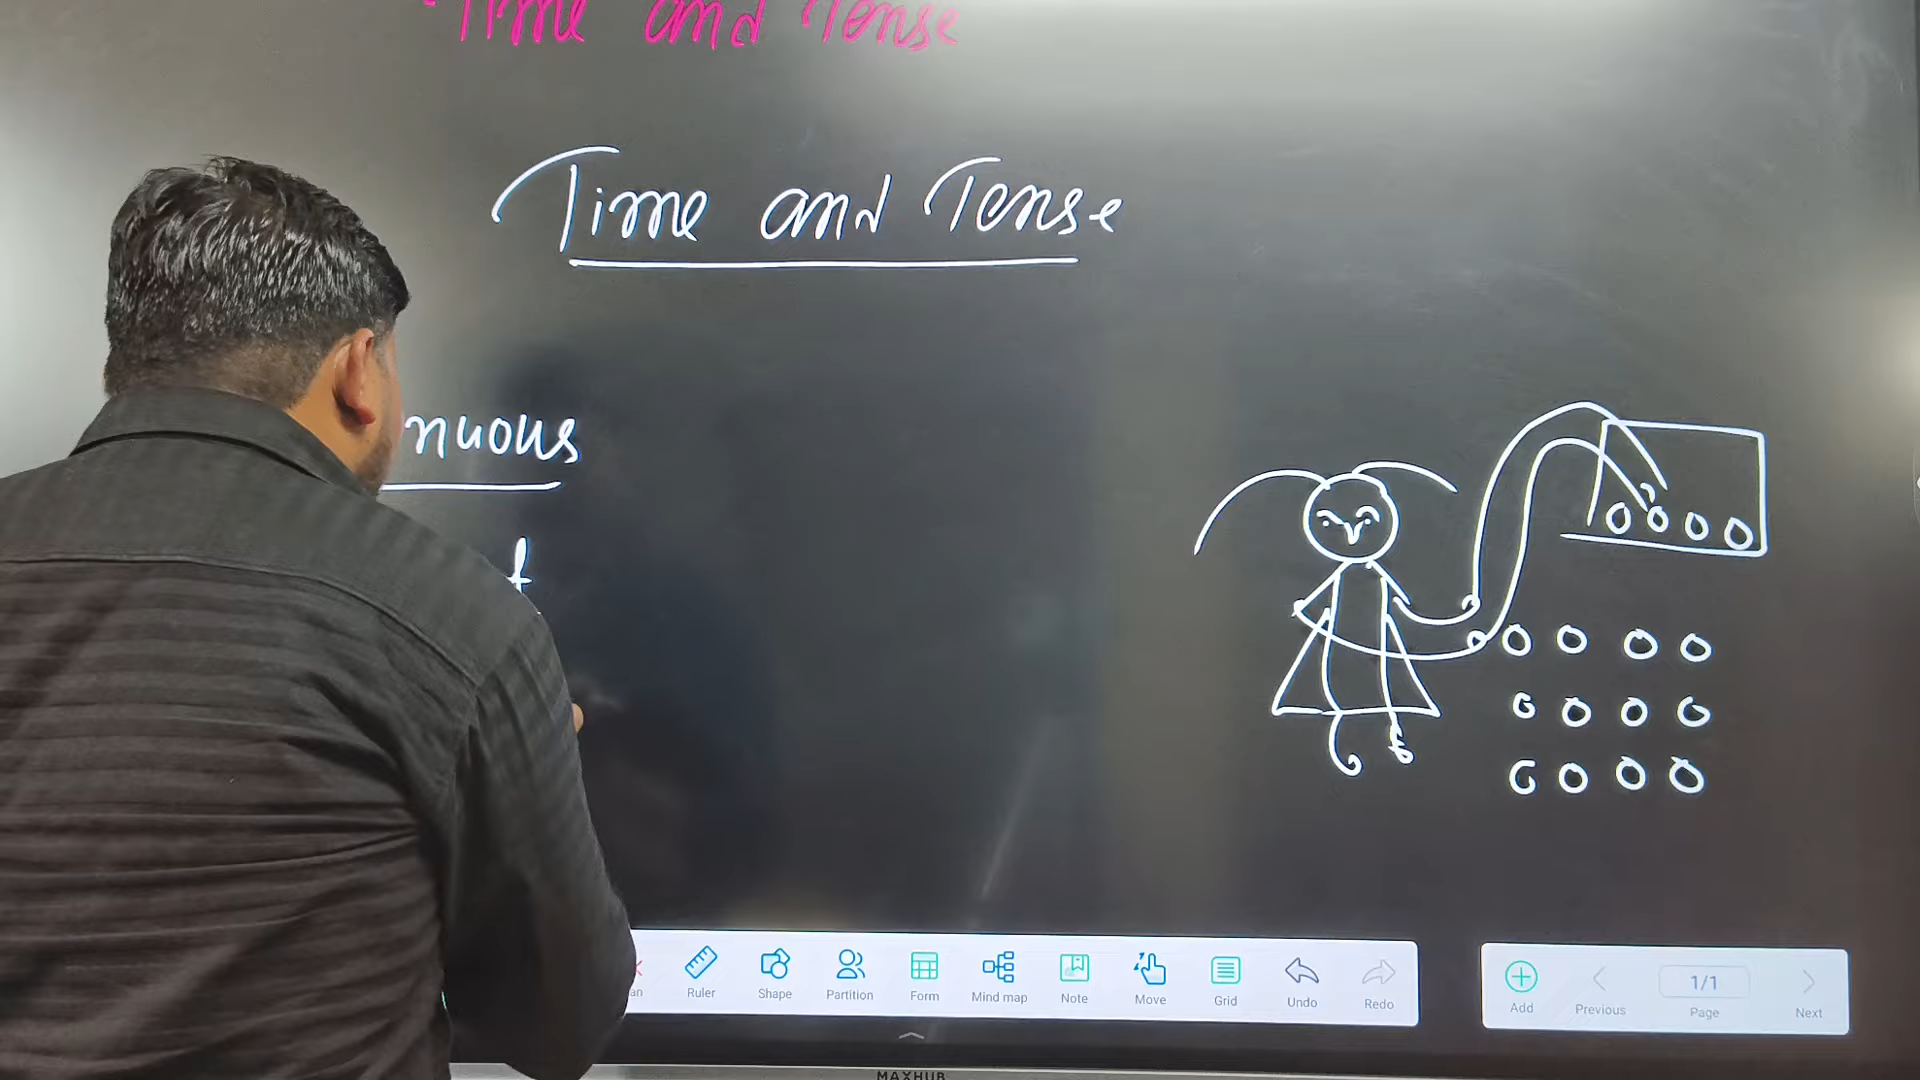 Time and Tense
Time and Tense
nuous
Ruler
Shape
Partition
Form
Mind map
Note
Move
Grid
Undo
Redo
Add
Previous
1/1
Page
Next
MAXHUB